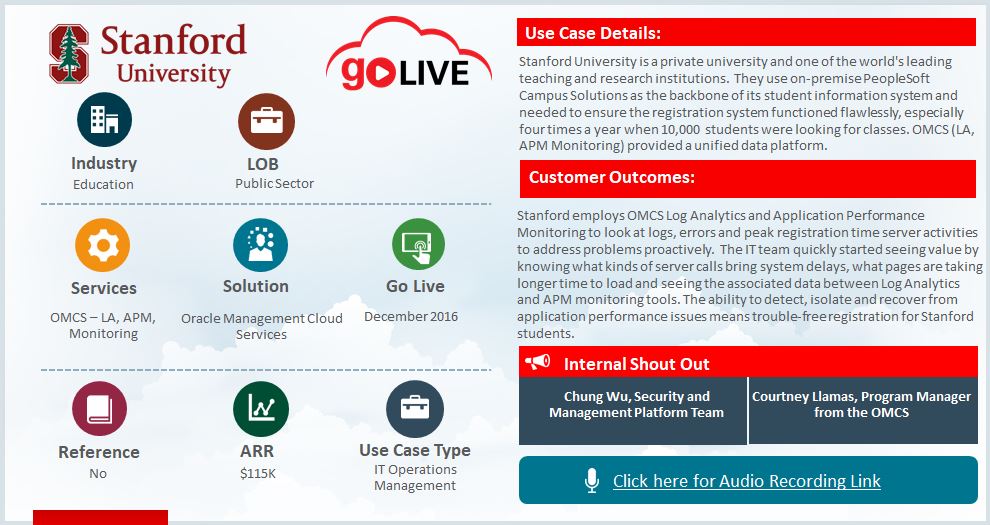 Stanford
University
go LIVE
Industry
Education
LOB
Public Sector
Services
OMCS – LA, APM,
Monitoring
Solution
Oracle Management Cloud
Services
Go Live
December 2016
Reference
No
ARR
$115K
Use Case Type
IT Operations
Management
Use Case Details:
Stanford University is a private university and one of the world's leading
teaching and research institutions. They use on-premise PeopleSoft
Campus Solutions as the backbone of its student information system and
needed to ensure the registration system functioned flawlessly, especially
four times a year when 10,000 students were looking for classes. OMCS (LA,
APM Monitoring) provided a unified data platform.
Customer Outcomes:
Stanford employs OMCS Log Analytics and Application Performance
Monitoring to look at logs, errors and peak registration time server activities
to address problems proactively. The IT team quickly started seeing value by
knowing what kinds of server calls bring system delays, what pages are taking
longer time to load and seeing the associated data between Log Analytics
and APM monitoring tools. The ability to detect, isolate and recover from
application performance issues means trouble-free registration for Stanford
students.
Internal Shout Out
Chung Wu, Security and
Management Platform Team
Courtney Llamas, Program Manager
from the OMCS
Click here for Audio Recording Link